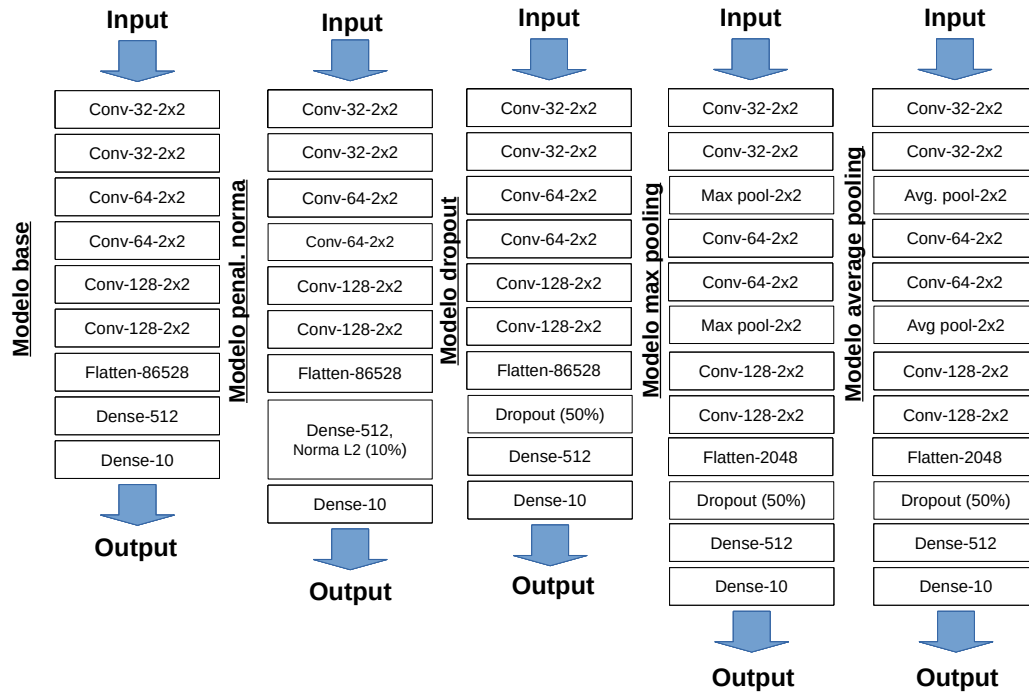 Input
Conv-32-2x2
Conv-32-2x2
Conv-64-2x2
Conv-64-2x2
Conv-128-2x2
Conv-128-2x2
Flatten-86528
Dense-512
Dense-10
Output
Modelo base
Input
Conv-32-2x2
Conv-32-2x2
Conv-64-2x2
Conv-64-2x2
Conv-128-2x2
Conv-128-2x2
Flatten-86528
Dense-512,
Norma L2 (10%)
Dense-10
Output
Modelo penal. norma
Input
Conv-32-2x2
Conv-32-2x2
Conv-64-2x2
Conv-64-2x2
Conv-128-2x2
Conv-128-2x2
Flatten-86528
Dropout (50%)
Dense-512
Dense-10
Output
Modelo dropout
Input
Conv-32-2x2
Conv-32-2x2
Max pool-2x2
Conv-64-2x2
Conv-64-2x2
Max pool-2x2
Conv-128-2x2
Conv-128-2x2
Flatten-2048
Dropout (50%)
Dense-512
Dense-10
Output
Modelo max pooling
Input
Conv-32-2x2
Conv-32-2x2
Avg. pool-2x2
Conv-64-2x2
Conv-64-2x2
Avg pool-2x2
Conv-128-2x2
Conv-128-2x2
Flatten-2048
Dropout (50%)
Dense-512
Dense-10
Output
Modelo average pooling